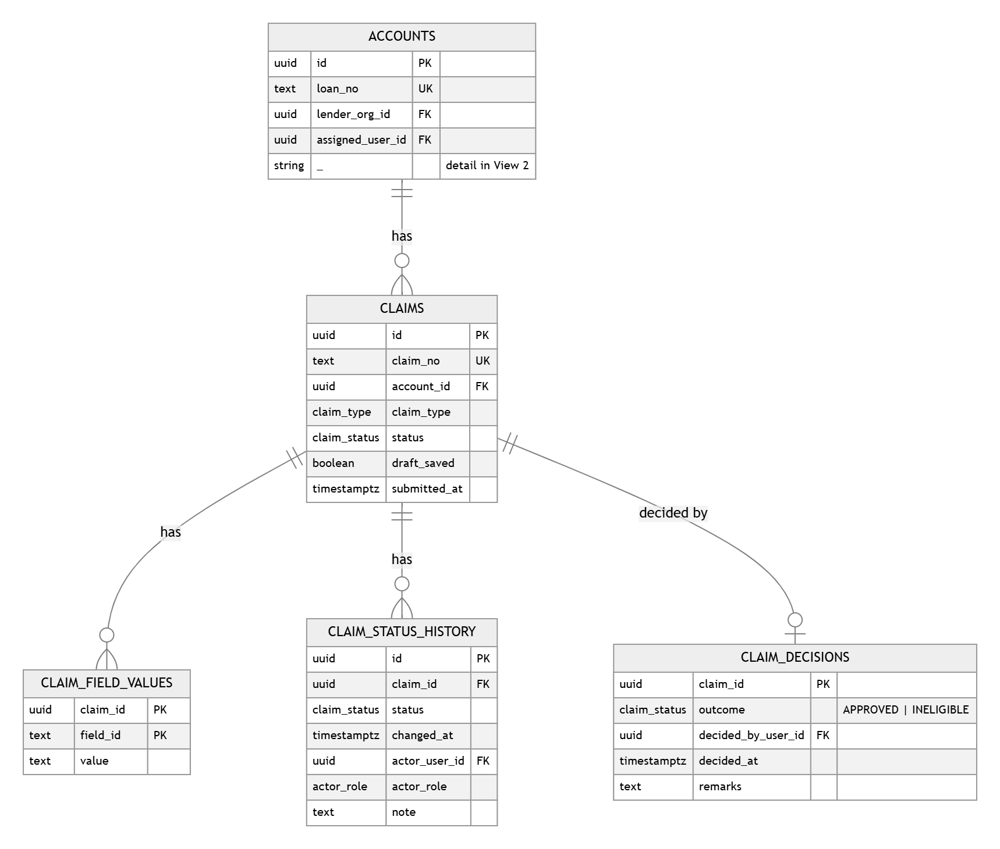 ACCOUNTS
uuid id PK
text loan_no UK
uuid lender_org_id FK
uuid assigned_user_id FK
string _ detail in View 2
has
CLAIMS
uuid id PK
text claim_no UK
uuid account_id FK
claim_type claim_type
claim_status status
boolean draft_saved
timestamptz submitted_at
has
has
decided by
CLAIM_FIELD_VALUES
uuid claim_id PK
text field_id PK
text value
CLAIM_STATUS_HISTORY
uuid id PK
uuid claim_id FK
claim_status status
timestamptz changed_at
uuid actor_user_id FK
actor_role actor_role
text note
CLAIM_DECISIONS
uuid claim_id PK
claim_status outcome APPROVED | INELIGIBLE
uuid decided_by_user_id FK
timestamptz decided_at
text remarks